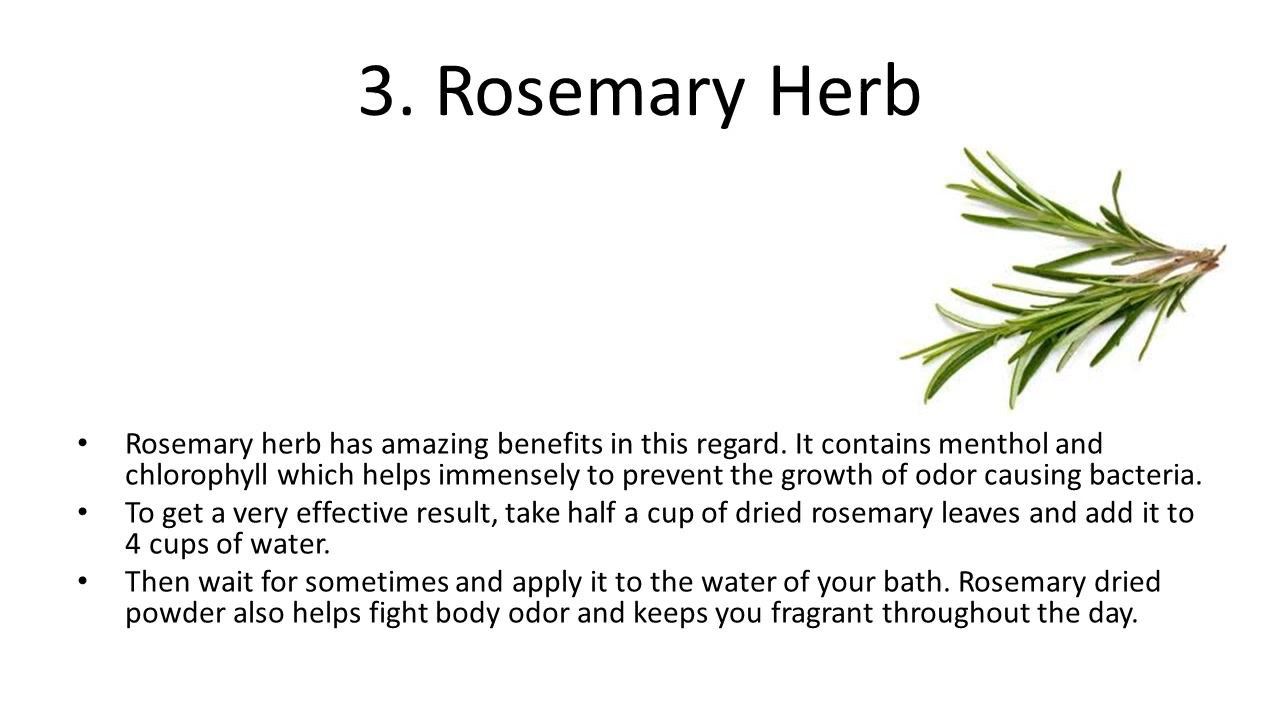 3. Rosemary Herb
• Rosemary herb has amazing benefits in this regard. It contains menthol and
chlorophyll which helps immensely to prevent the growth of odor causing bacteria.
• To get a very effective result, take half a cup of dried rosemary leaves and add it to
4 cups of water.
• Then wait for sometimes and apply it to the water of your bath. Rosemary dried
powder also helps fight body odor and keeps you fragrant throughout the day.